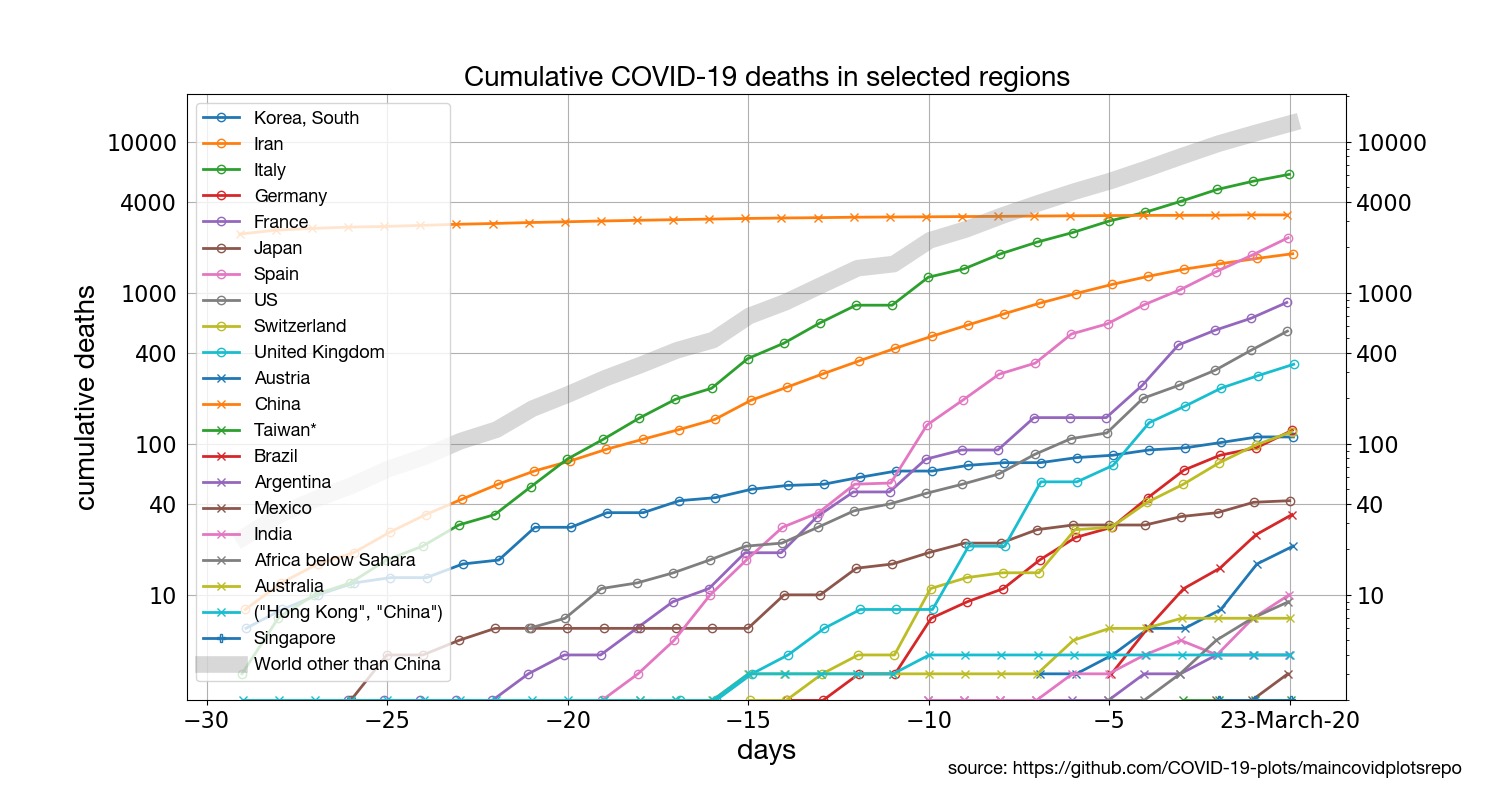 Cumulative COVID-19 deaths in selected regions
cumulative deaths
10000
4000
1000
400
100
40
10
Korea, South
Iran
Italy
Germany
France
Japan
Spain
US
Switzerland
United Kingdom
Austria
China
Taiwan*
Brazil
Argentina
Mexico
India
Africa below Sahara
Australia
("Hong Kong", "China")
Singapore
World other than China
10000
4000
1000
400
100
40
10
−30 −25 −20 −15 −10 −5 23-March-20
days
source: https://github.com/COVID-19-plots/maincovidplotsrepo